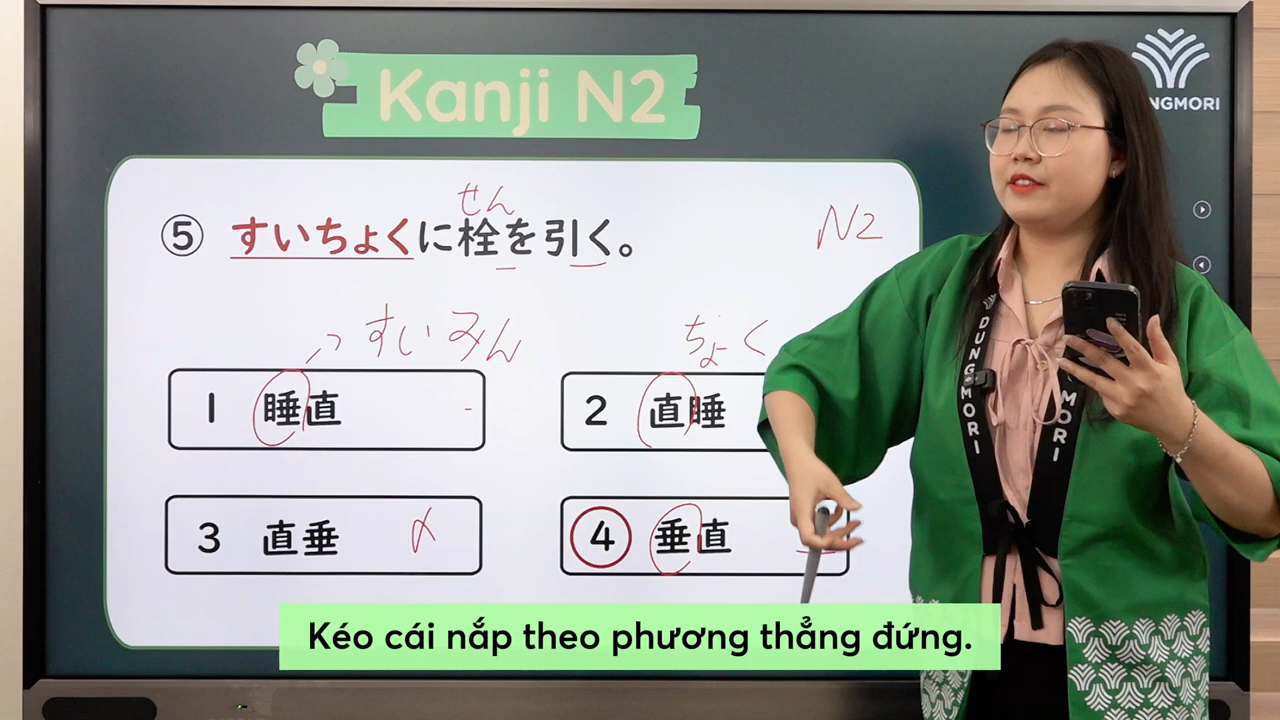 Kanji N2
NGMORI
せん
⑤ すいちょくに栓を引く。
N2
すいみん
ちょく
1 睡直
2 直睡
3 直垂
4 垂直
DUNGMORI
MORI
Kéo cái nắp theo phương thẳng đứng.